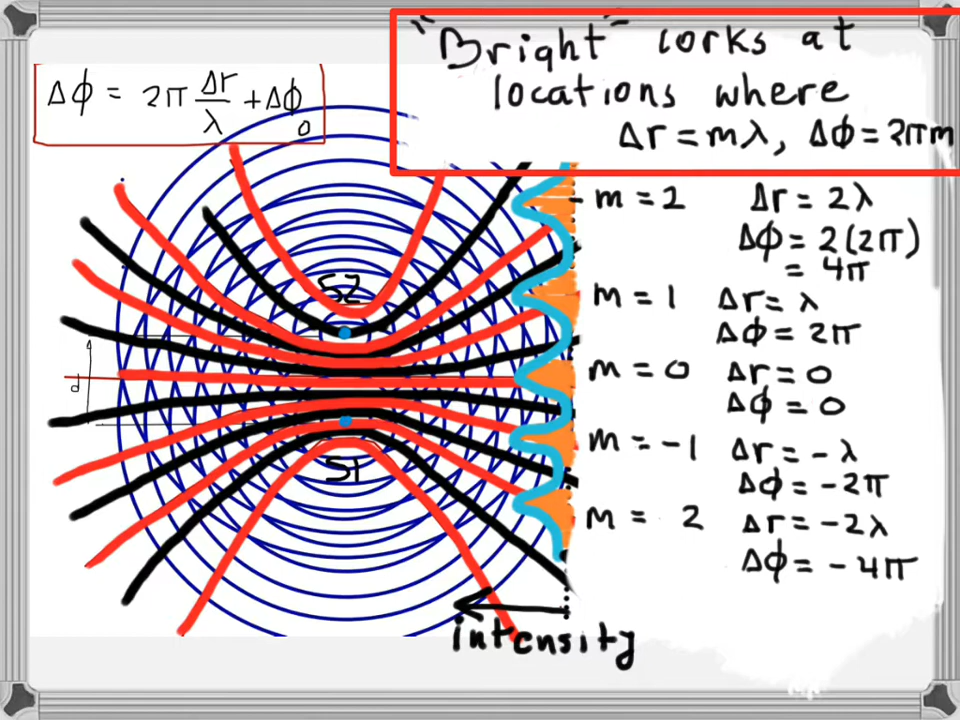 "Bright" corks at
locations where
Δr = mλ, Δϕ = 2πm
Δϕ = 2π Δr/λ + Δϕ₀
m = 2 Δr = 2λ
Δϕ = 2(2π)
= 4π
S2
m = 1 Δr = λ
Δϕ = 2π
d
m = 0 Δr = 0
Δϕ = 0
m = -1 Δr = -λ
Δϕ = -2π
S1
m = 2 Δr = -2λ
Δϕ = -4π
intensity